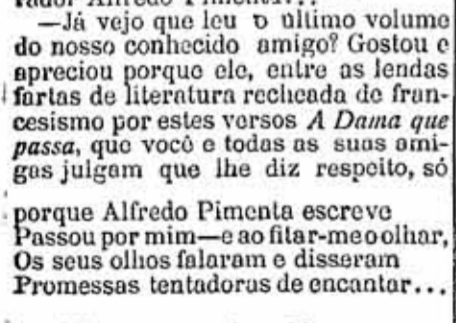 —Já vejo que leu o ultimo volume
do nosso conhecido amigo? Gostou e
apreciou porque ele, entre as lendas
fartas de literatura recheada de fran-
cesismo por estes versos A Dama que
passa, que você e todas as suas ami-
gas julgam que lhe diz respeito, só
porque Alfredo Pimenta escreve
Passou por mim—e ao fitar-me o olhar,
Os seus olhos falaram e disseram
Promessas tentadoras de encantar...